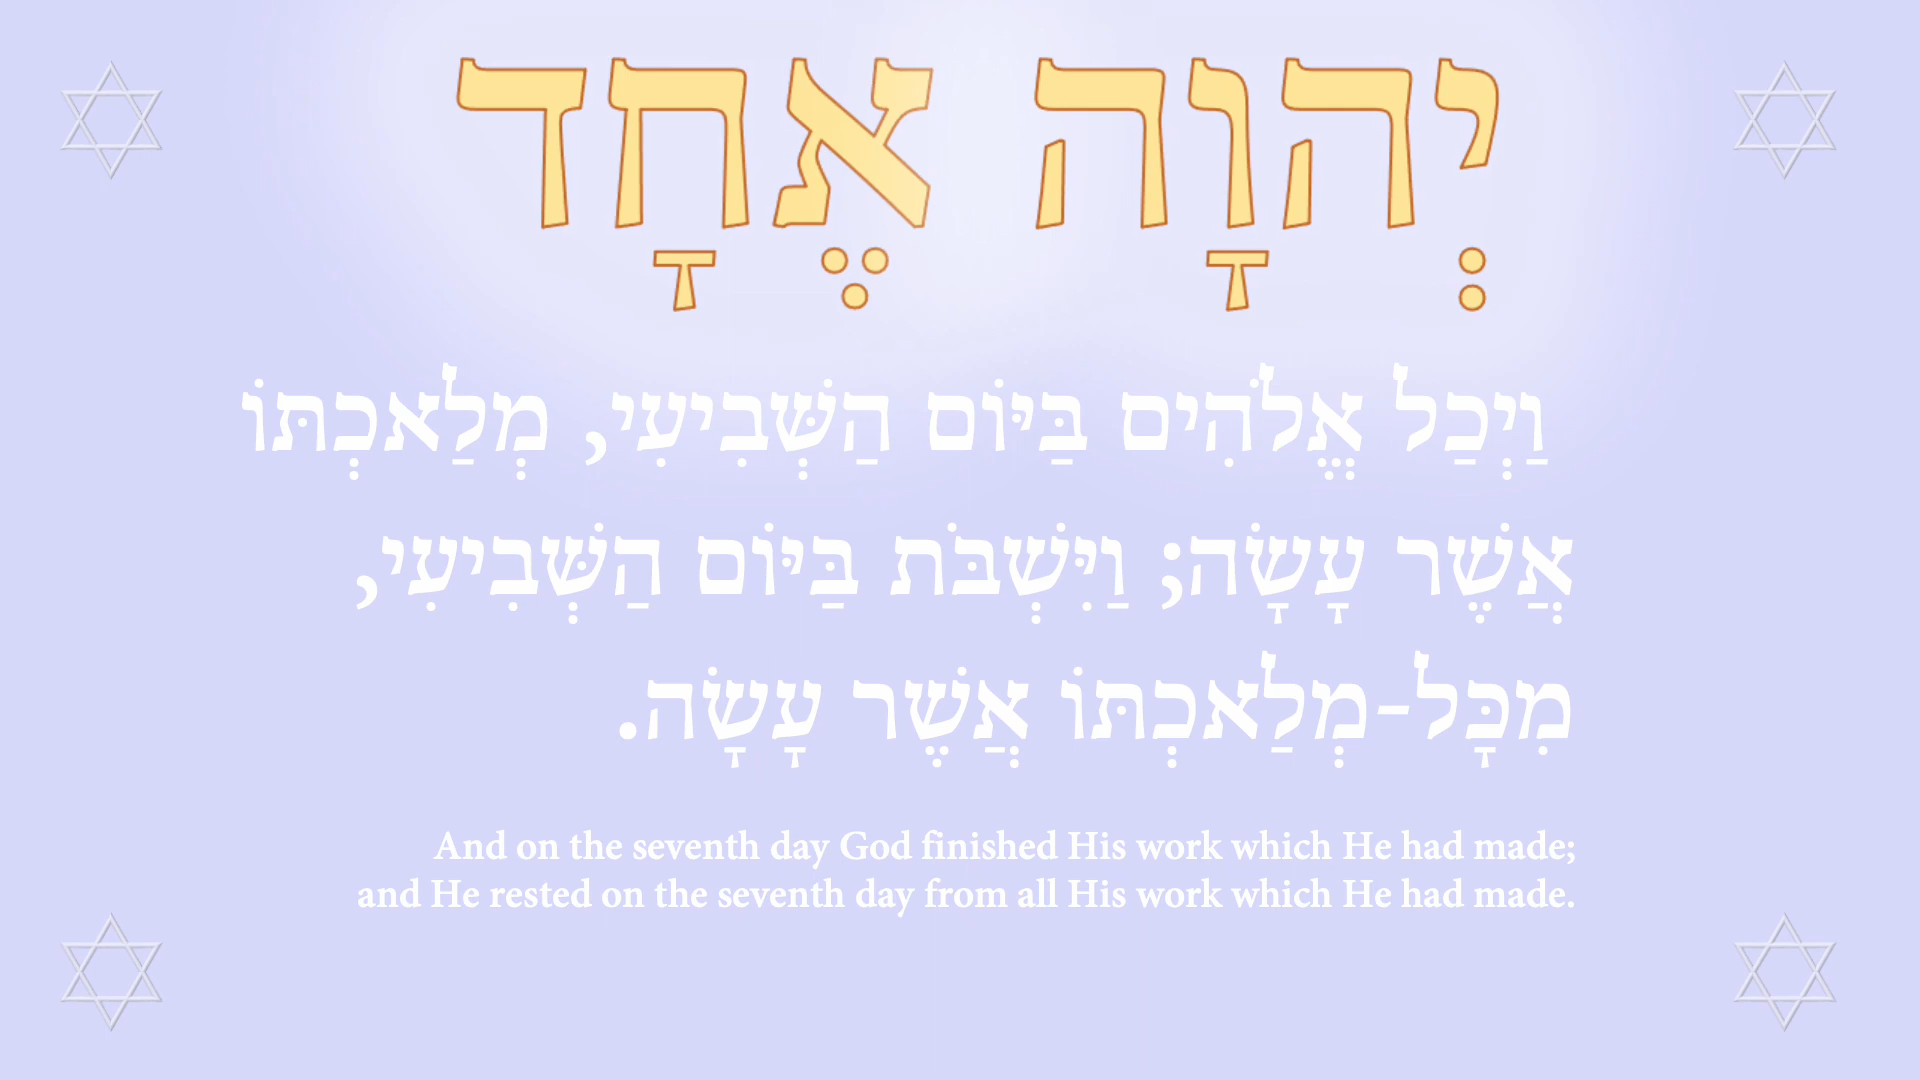 יְהוָה אֶחָד
וַיְכַל אֱלֹהִים בַּיּוֹם הַשְּׁבִיעִי, מְלַאכְתּוֹ
אֲשֶׁר עָשָׂה; וַיִּשְׁבֹּת בַּיּוֹם הַשְּׁבִיעִי,
מִכָּל-מְלַאכְתּוֹ אֲשֶׁר עָשָׂה.
And on the seventh day God finished His work which He had made;
and He rested on the seventh day from all His work which He had made.